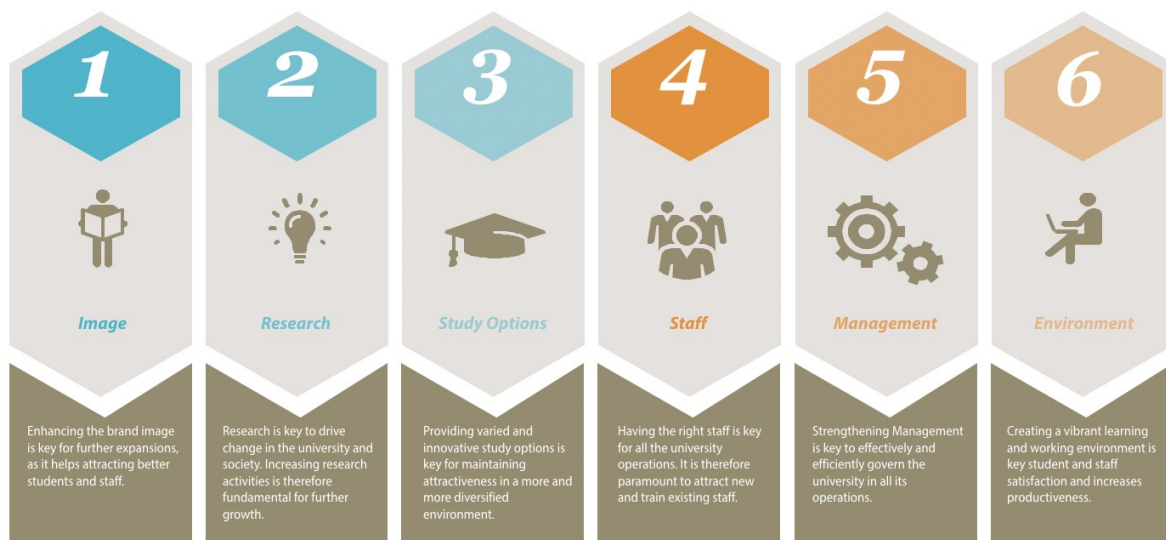 1
2
3
4
5
6
Image
Research
Study Options
Staff
Management
Environment
Enhancing the brand image
is key for further expansions,
as it helps attracting better
students and staff.
Research is key to drive
change in the university and
society. Increasing research
activities is therefore
fundamental for further
growth.
Providing varied and
innovative study options is
key for maintaining
attractiveness in a more and
more diversified
environment.
Having the right staff is key
for all the university
operations. It is therefore
paramount to attract new
and train existing staff.
Strengthening Management
is key to effectively and
efficiently govern the
university in all its
operations.
Creating a vibrant learning
and working environment is
key student and staff
satisfaction and increases
productiveness.